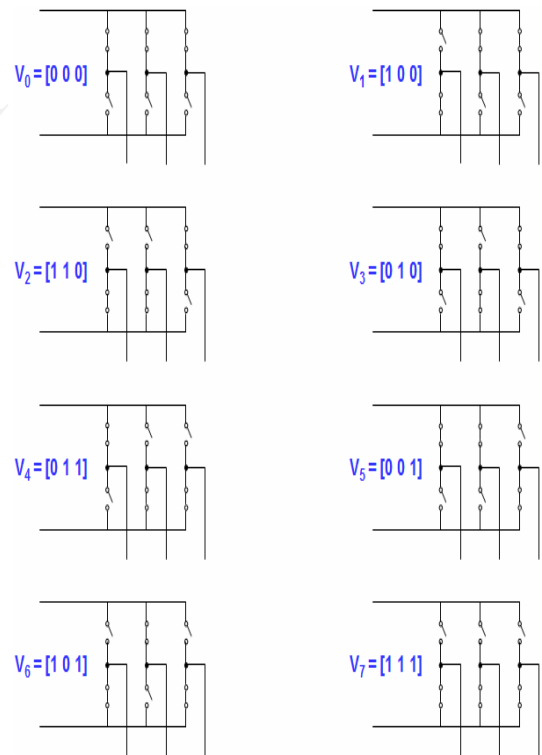 V₀=[0 0 0]
V₁=[1 0 0]
V₂=[1 1 0]
V₃=[0 1 0]
V₄=[0 1 1]
V₅=[0 0 1]
V₆=[1 0 1]
V₇=[1 1 1]